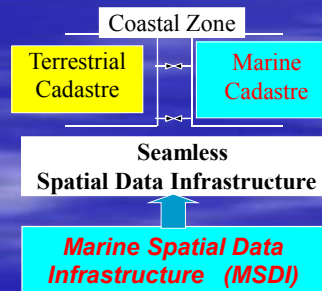 Coastal Zone
Terrestrial
Cadastre
Marine
Cadastre
Seamless
Spatial Data Infrastructure
Marine Spatial Data
Infrastructure (MSDI)